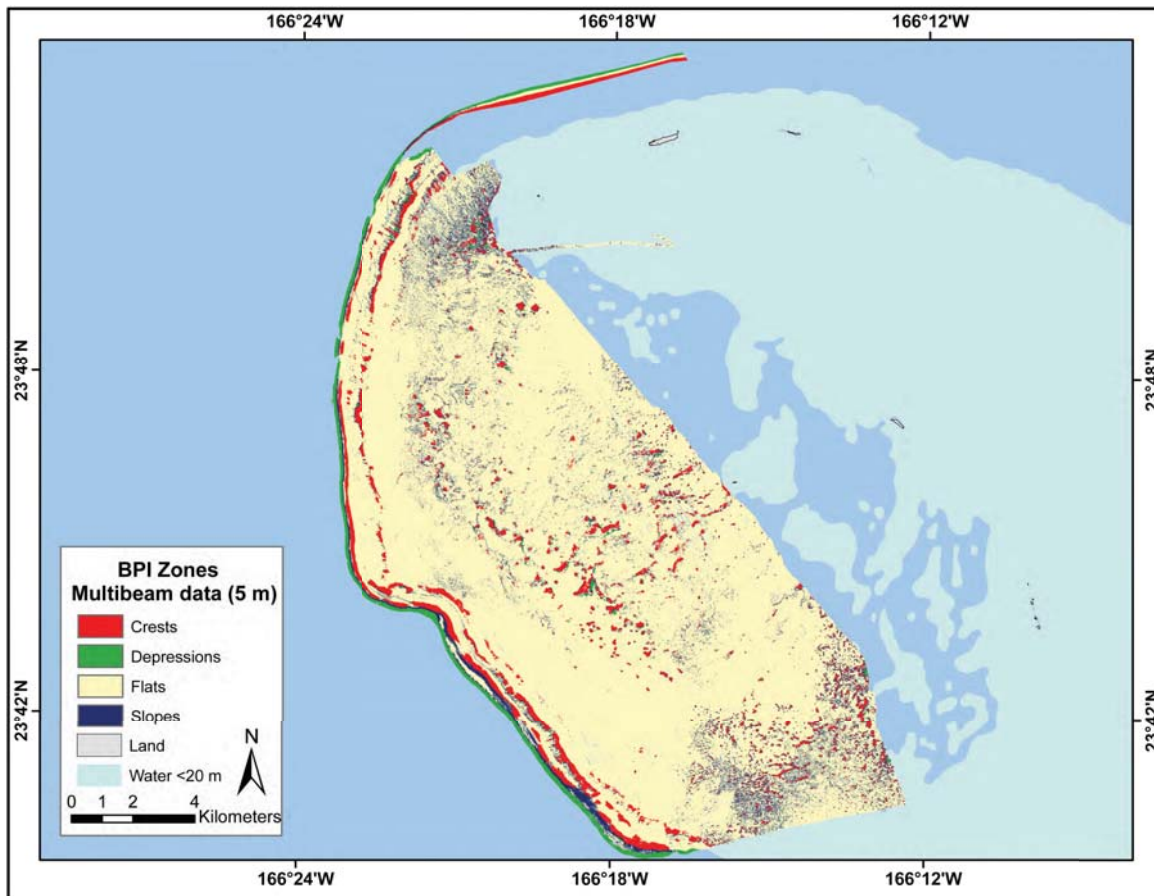 166°24'W 166°18'W 166°12'W
23°48'N 23°48'N
BPI Zones
Multibeam data (5 m)
Crests
Depressions
Flats
Slopes
Land
Water <20 m
N
0 1 2 4
Kilometers
23°42'N 23°42'N
166°24'W 166°18'W 166°12'W